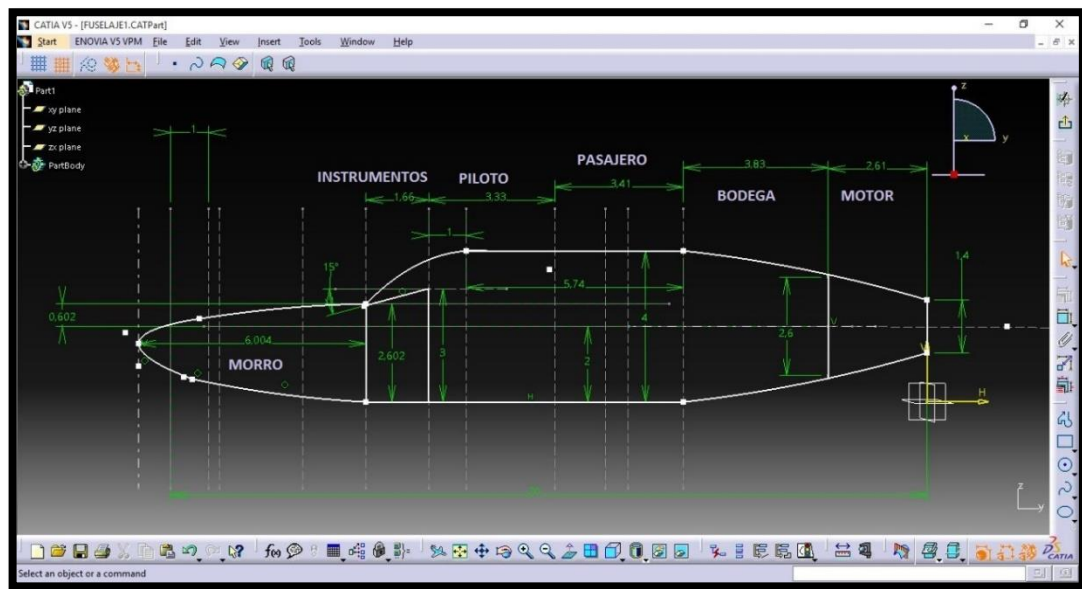 CATIA V5 - [FUSELAJE1.CATPart]
Start ENOVIA V5 VPM File Edit View Insert Tools Window Help
Part1
xy plane
yz plane
zx plane
PartBody
z
x y
1
INSTRUMENTOS PILOTO PASAJERO
1,66 3,33 3,41 3,83 2,61
BODEGA MOTOR
1
15°
1,4
5,74
0,602
4
6,004
2,602 3 2 2,6 V
MORRO
V
H H
z
y
f(x)
CATIA
Select an object or a command